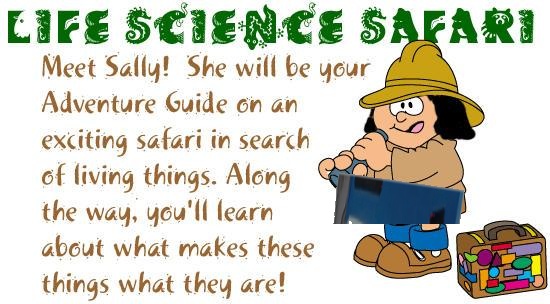 LIFE SCIENCE SAFARI
Meet Sally! She will be your
Adventure Guide on an
exciting safari in search
of living things. Along
the way, you'll learn
about what makes these
things what they are!